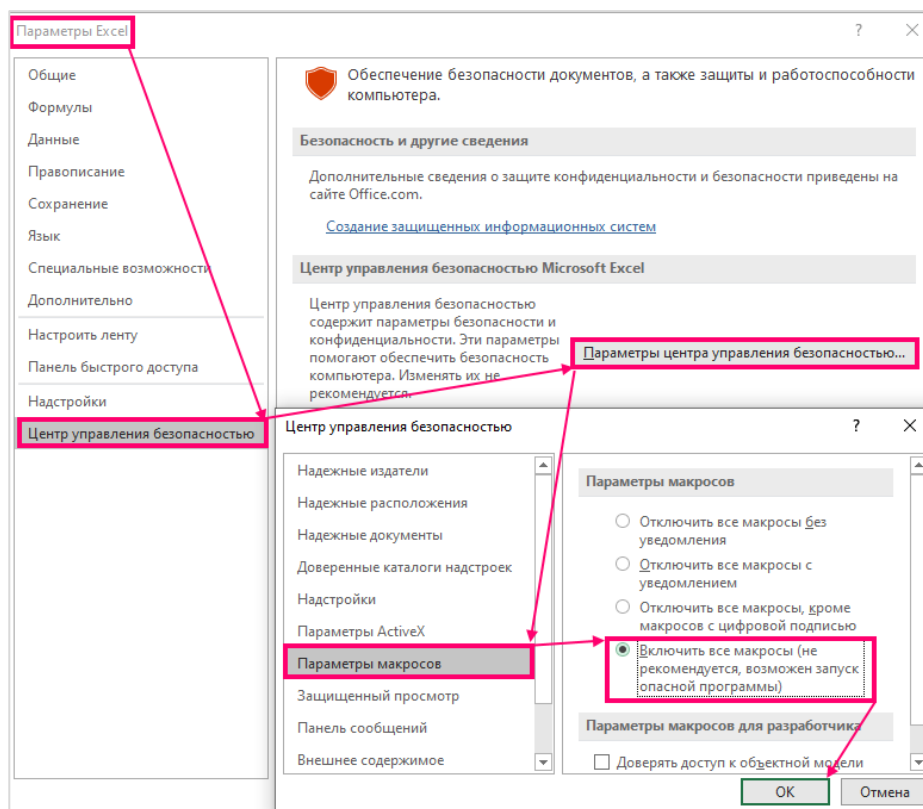 Параметры Excel
?
Общие
Формулы
Данные
Правописание
Сохранение
Язык
Специальные возможности
Дополнительно
Настроить ленту
Панель быстрого доступа
Надстройки
Центр управления безопасностью
Обеспечение безопасности документов, а также защиты и работоспособности
компьютера.
Безопасность и другие сведения
Дополнительные сведения о защите конфиденциальности и безопасности приведены на
сайте Office.com.
Создание защищенных информационных систем
Центр управления безопасностью Microsoft Excel
Центр управления безопасностью
содержит параметры безопасности и
конфиденциальности. Эти параметры
помогают обеспечить безопасность
компьютера. Изменять их не
рекомендуется.
Параметры центра управления безопасностью...
Центр управления безопасностью
?
Надежные издатели
Надежные расположения
Надежные документы
Доверенные каталоги надстроек
Надстройки
Параметры ActiveX
Параметры макросов
Защищенный просмотр
Панель сообщений
Внешнее содержимое
Параметры макросов
Отключить все макросы без
уведомления
Отключить все макросы с
уведомлением
Отключить все макросы, кроме
макросов с цифровой подписью
Включить все макросы (не
рекомендуется, возможен запуск
опасной программы)
Параметры макросов для разработчика
Доверять доступ к объектной модели
ОК
Отмена